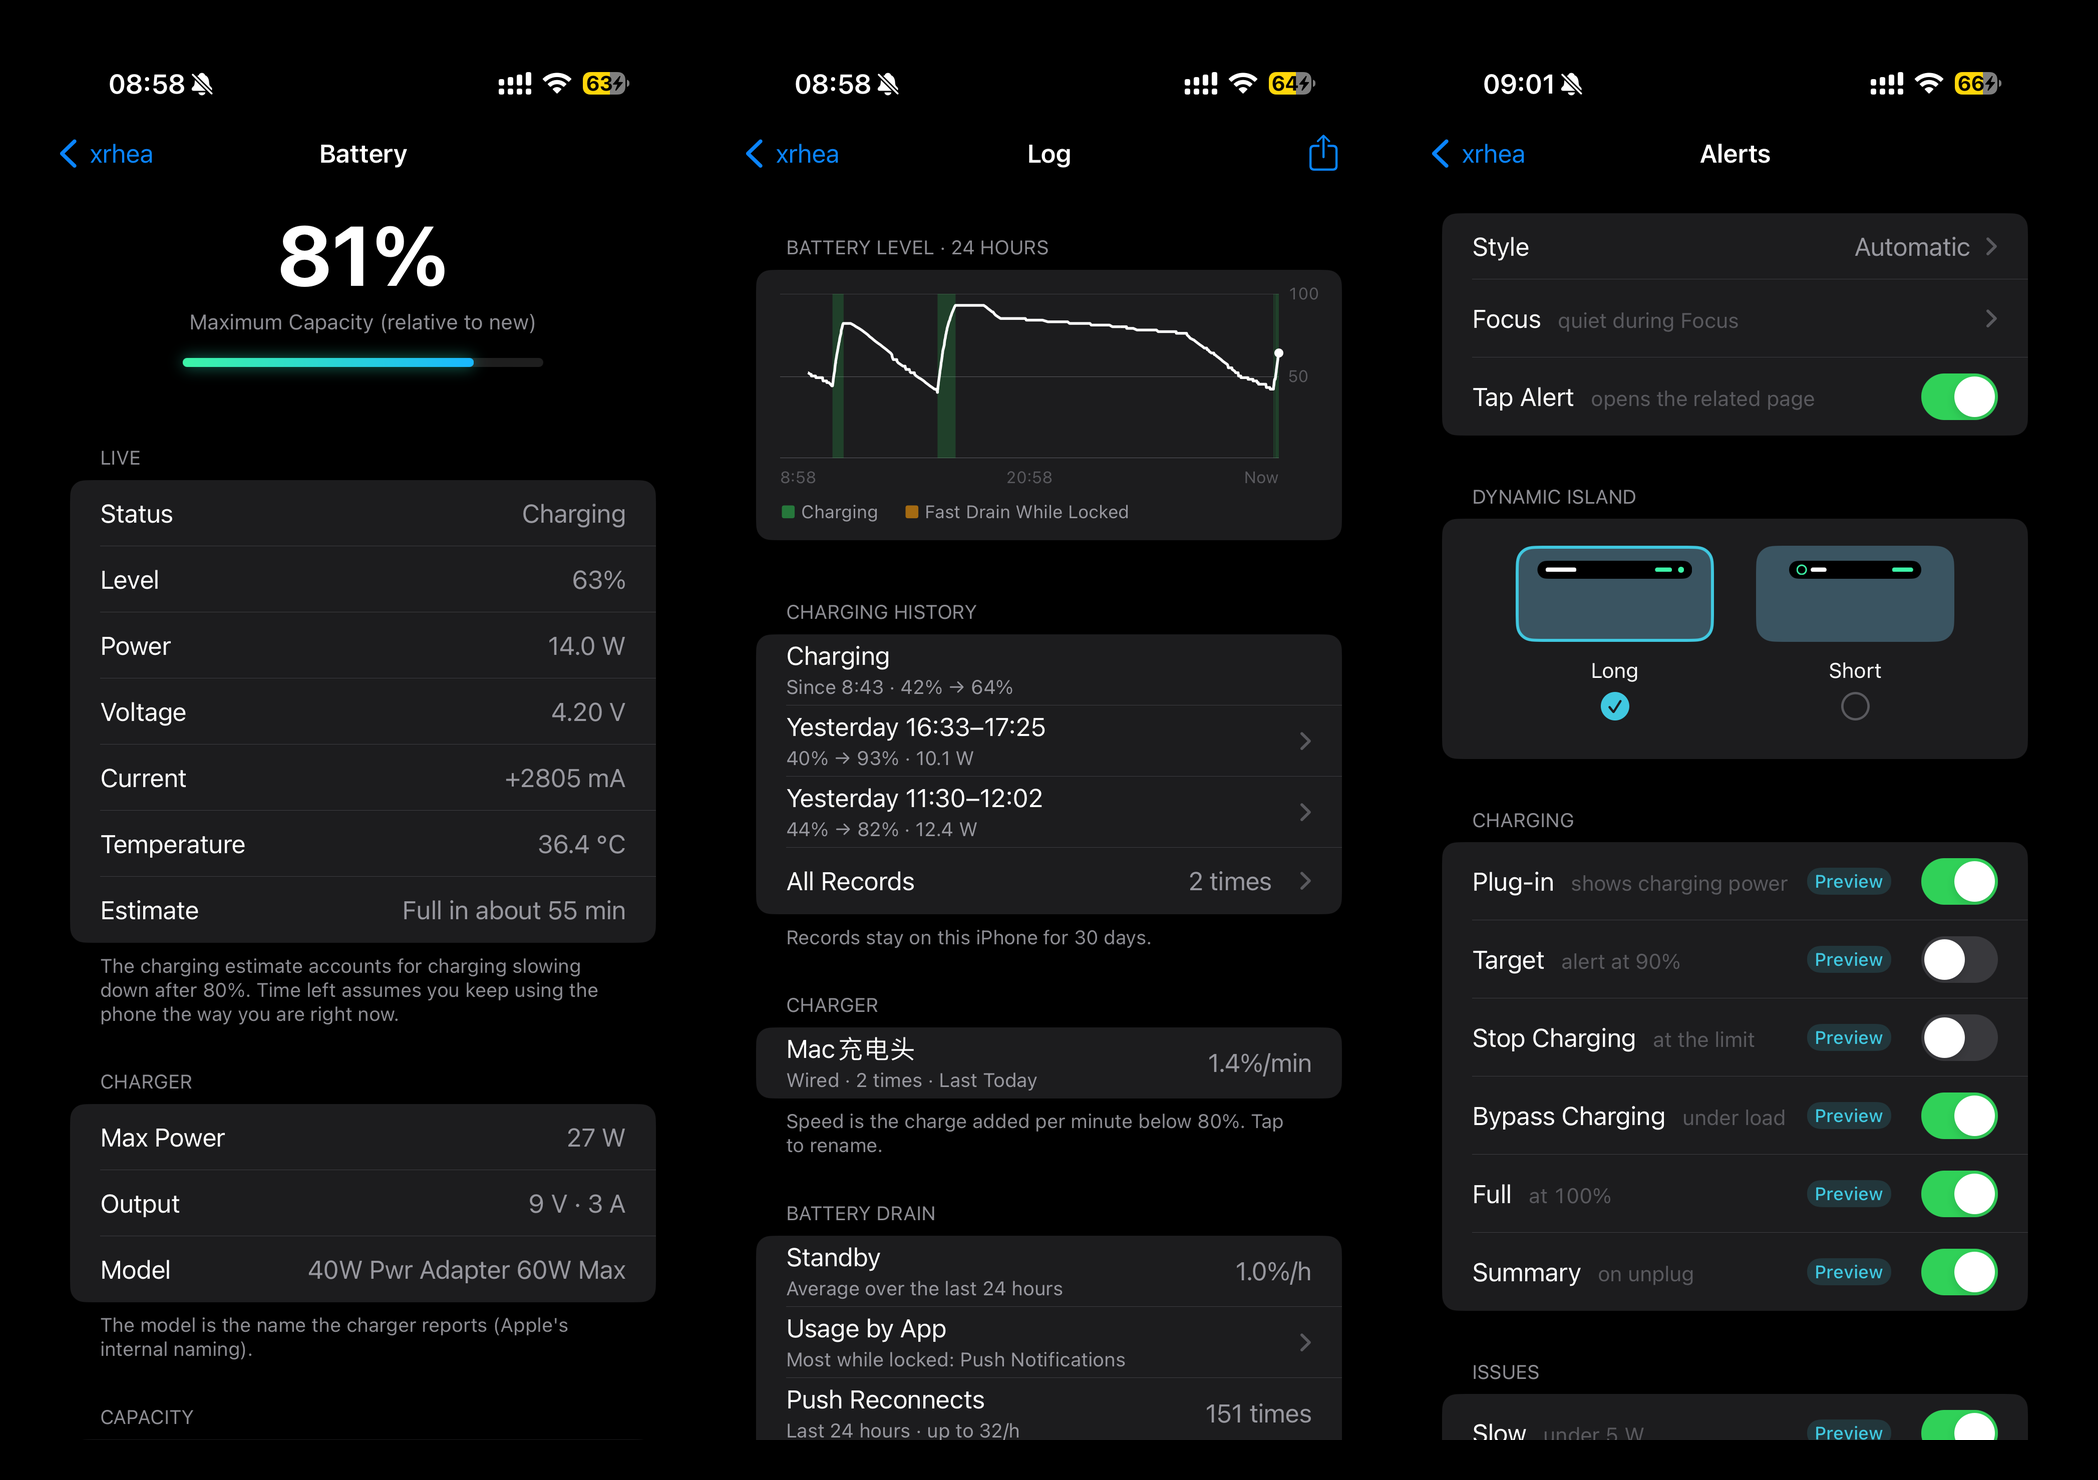 08:58
63
xrhea
Battery
81%
Maximum Capacity (relative to new)
LIVE
Status
Charging
Level
63%
Power
14.0 W
Voltage
4.20 V
Current
+2805 mA
Temperature
36.4 °C
Estimate
Full in about 55 min
The charging estimate accounts for charging slowing
down after 80%. Time left assumes you keep using the
phone the way you are right now.
CHARGER
Max Power
27 W
Output
9 V · 3 A
Model
40W Pwr Adapter 60W Max
The model is the name the charger reports (Apple's
internal naming).
CAPACITY
08:58
64
xrhea
Log
BATTERY LEVEL · 24 HOURS
100
50
8:58
20:58
Now
Charging
Fast Drain While Locked
CHARGING HISTORY
Charging
Since 8:43 · 42% → 64%
Yesterday 16:33–17:25
40% → 93% · 10.1 W
Yesterday 11:30–12:02
44% → 82% · 12.4 W
All Records
2 times
Records stay on this iPhone for 30 days.
CHARGER
Mac充电头
Wired · 2 times · Last Today
1.4%/min
Speed is the charge added per minute below 80%. Tap
to rename.
BATTERY DRAIN
Standby
Average over the last 24 hours
1.0%/h
Usage by App
Most while locked: Push Notifications
Push Reconnects
Last 24 hours · up to 32/h
151 times
09:01
66
xrhea
Alerts
Style
Automatic
Focus quiet during Focus
Tap Alert opens the related page
DYNAMIC ISLAND
Long
Short
CHARGING
Plug-in shows charging power Preview
Target alert at 90% Preview
Stop Charging at the limit Preview
Bypass Charging under load Preview
Full at 100% Preview
Summary on unplug Preview
ISSUES
Slow under 5 W Preview